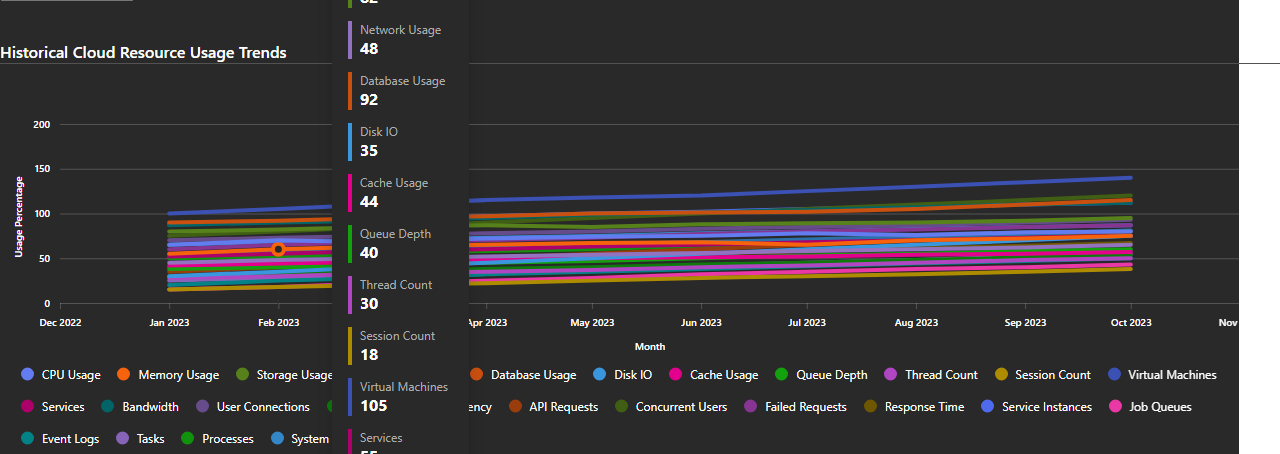 Network Usage
48
Historical Cloud Resource Usage Trends
Database Usage
92
Disk IO
35
Cache Usage
44
Queue Depth
40
Thread Count
30
Session Count
18
Virtual Machines
105
Services
Usage Percentage
200
150
100
50
0
Dec 2022 Jan 2023 Feb 2023 Apr 2023 May 2023 Jun 2023 Jul 2023 Aug 2023 Sep 2023 Oct 2023 Nov
Month
CPU Usage Memory Usage Storage Usage Database Usage Disk IO Cache Usage Queue Depth Thread Count Session Count Virtual Machines
Services Bandwidth User Connections ency API Requests Concurrent Users Failed Requests Response Time Service Instances Job Queues
Event Logs Tasks Processes System